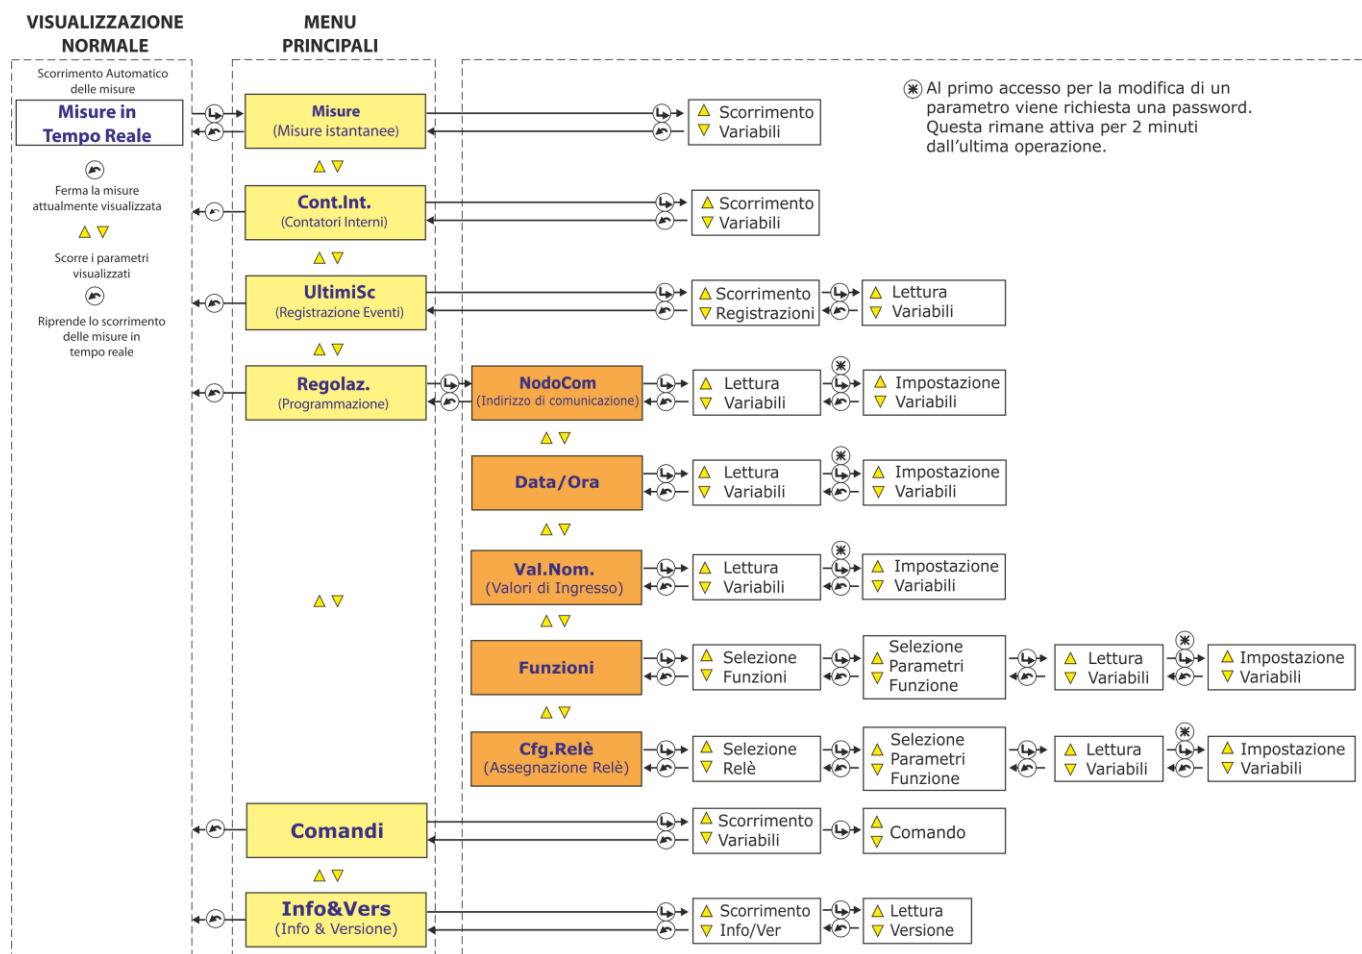 VISUALIZZAZIONE
NORMALE
MENU
PRINCIPALI
Scorrimento Automatico
delle misure
Misure in
Tempo Reale
Ferma la misure
attualmente visualizzata
Scorre i parametri
visualizzati
Riprende lo scorrimento
delle misure in
tempo reale
Misure
(Misure istantanee)
Scorrimento
Variabili
Al primo accesso per la modifica di un
parametro viene richiesta una password.
Questa rimane attiva per 2 minuti
dall'ultima operazione.
Cont.Int.
(Contatori Interni)
Scorrimento
Variabili
UltimiSc
(Registrazione Eventi)
Scorrimento
Registrazioni
Lettura
Variabili
Regolaz.
(Programmazione)
NodoCom
(Indirizzo di comunicazione)
Lettura
Variabili
Impostazione
Variabili
Data/Ora
Lettura
Variabili
Impostazione
Variabili
Val.Nom.
(Valori di Ingresso)
Lettura
Variabili
Impostazione
Variabili
Funzioni
Selezione
Funzioni
Selezione
Parametri
Funzione
Lettura
Variabili
Impostazione
Variabili
Cfg.Relè
(Assegnazione Relè)
Selezione
Relè
Selezione
Parametri
Funzione
Lettura
Variabili
Impostazione
Variabili
Comandi
Scorrimento
Variabili
Comando
Info&Vers
(Info & Versione)
Scorrimento
Info/Ver
Lettura
Versione